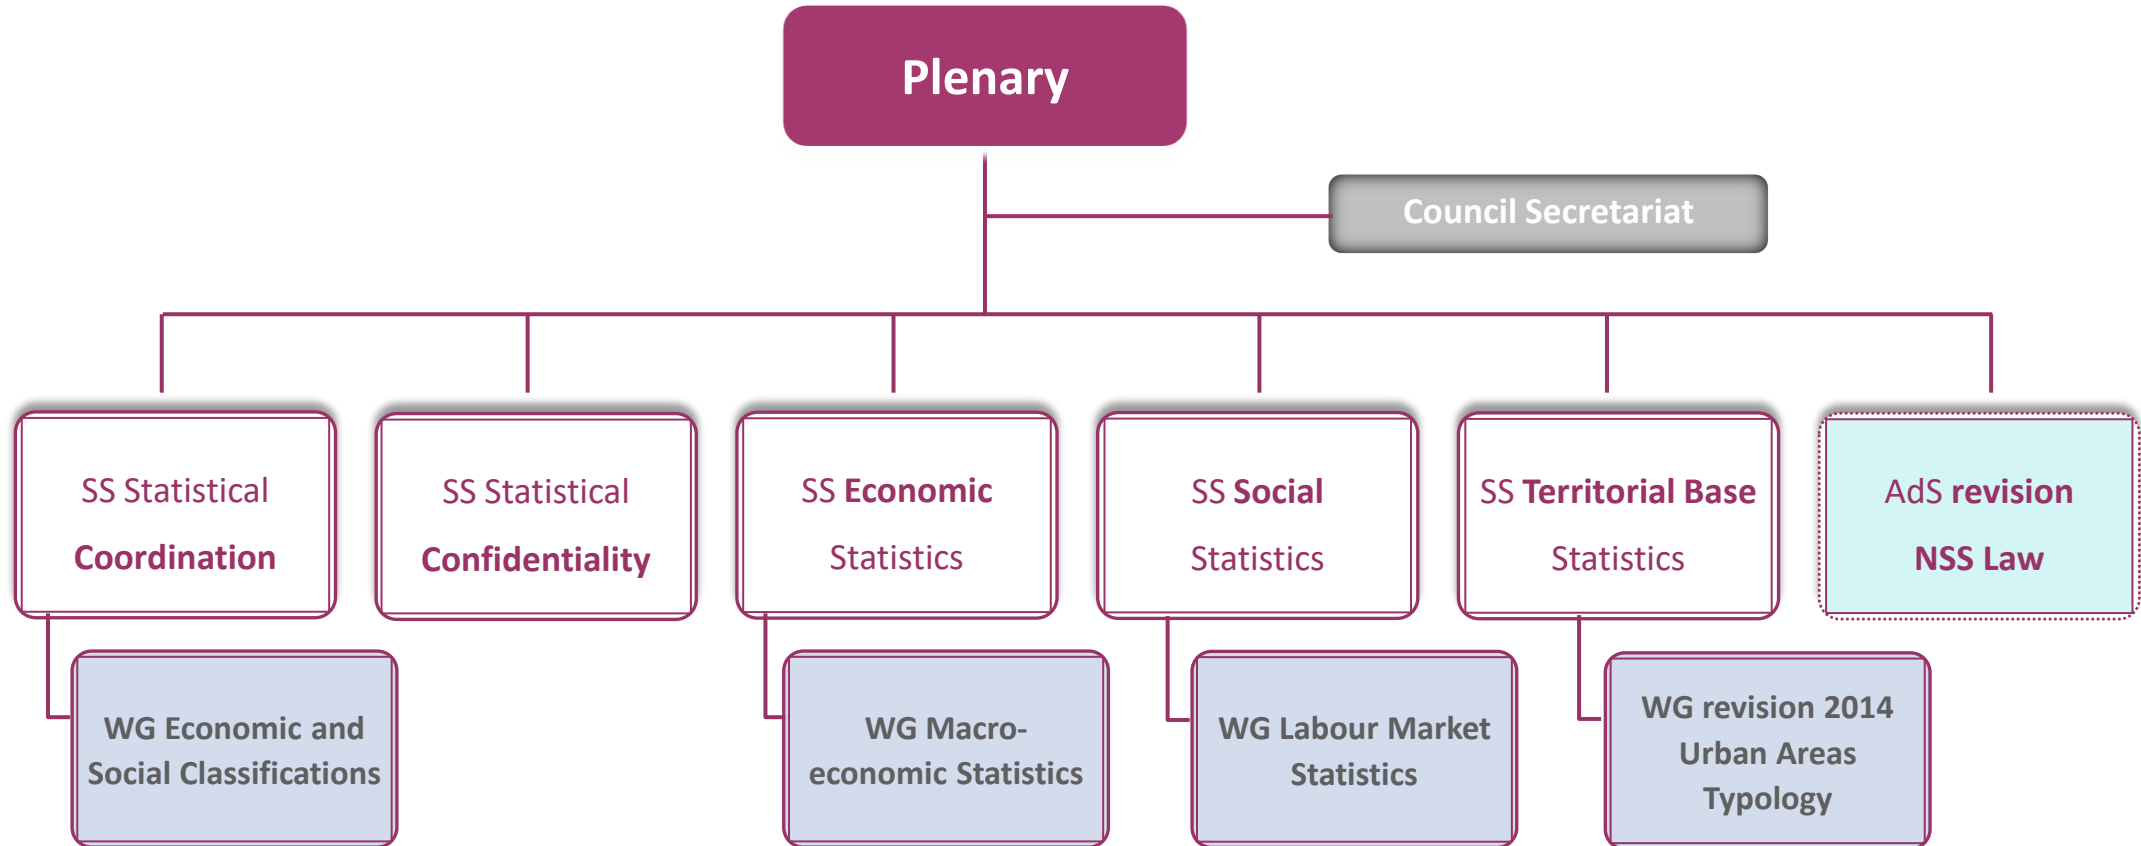 Plenary
Council Secretariat
SS Statistical
Coordination
SS Statistical
Confidentiality
SS Economic
Statistics
SS Social
Statistics
SS Territorial Base
Statistics
AdS revision
NSS Law
WG Economic and
Social Classifications
WG Macro-
economic Statistics
WG Labour Market
Statistics
WG revision 2014
Urban Areas
Typology